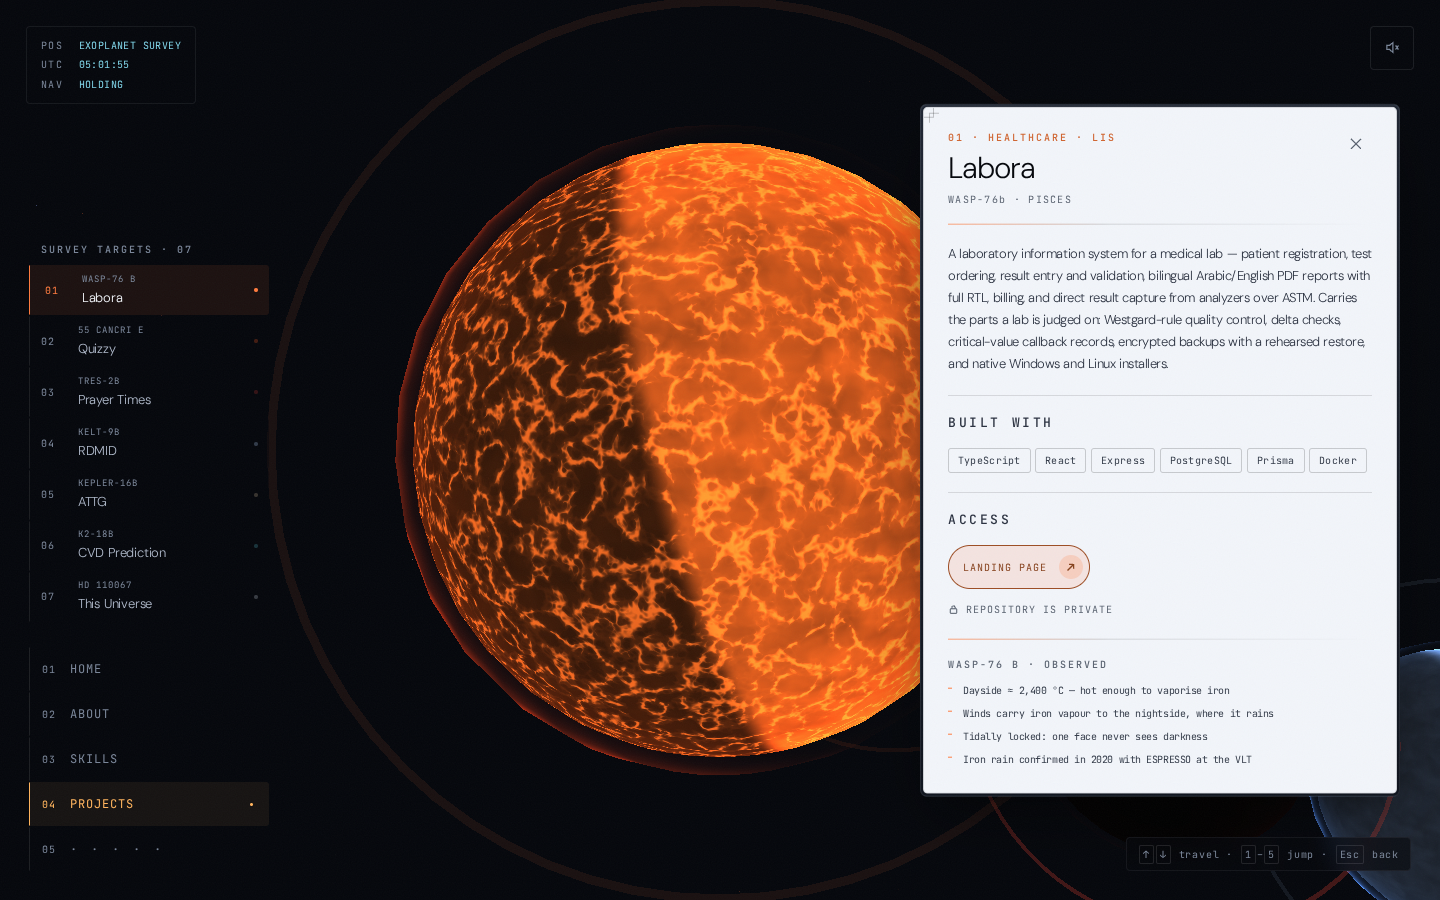 POS EXOPLANET SURVEY
UTC 05:01:55
NAV HOLDING
SURVEY TARGETS · 07
WASP-76 B
01 Labora
55 CANCRI E
02 Quizzy
TRES-2B
03 Prayer Times
KELT-9B
04 RDMID
KEPLER-16B
05 ATTG
K2-18B
06 CVD Prediction
HD 110067
07 This Universe
01 HOME
02 ABOUT
03 SKILLS
04 PROJECTS
05 · · · · ·
01 · HEALTHCARE · LIS
Labora
WASP-76b · PISCES
A laboratory information system for a medical lab — patient registration, test
ordering, result entry and validation, bilingual Arabic/English PDF reports with
full RTL, billing, and direct result capture from analyzers over ASTM. Carries
the parts a lab is judged on: Westgard-rule quality control, delta checks,
critical-value callback records, encrypted backups with a rehearsed restore,
and native Windows and Linux installers.
BUILT WITH
TypeScript React Express PostgreSQL Prisma Docker
ACCESS
LANDING PAGE ↗
REPOSITORY IS PRIVATE
WASP-76 B · OBSERVED
– Dayside ≈ 2,400 °C — hot enough to vaporise iron
– Winds carry iron vapour to the nightside, where it rains
– Tidally locked: one face never sees darkness
– Iron rain confirmed in 2020 with ESPRESSO at the VLT
↑ ↓ travel · 1–5 jump · Esc back